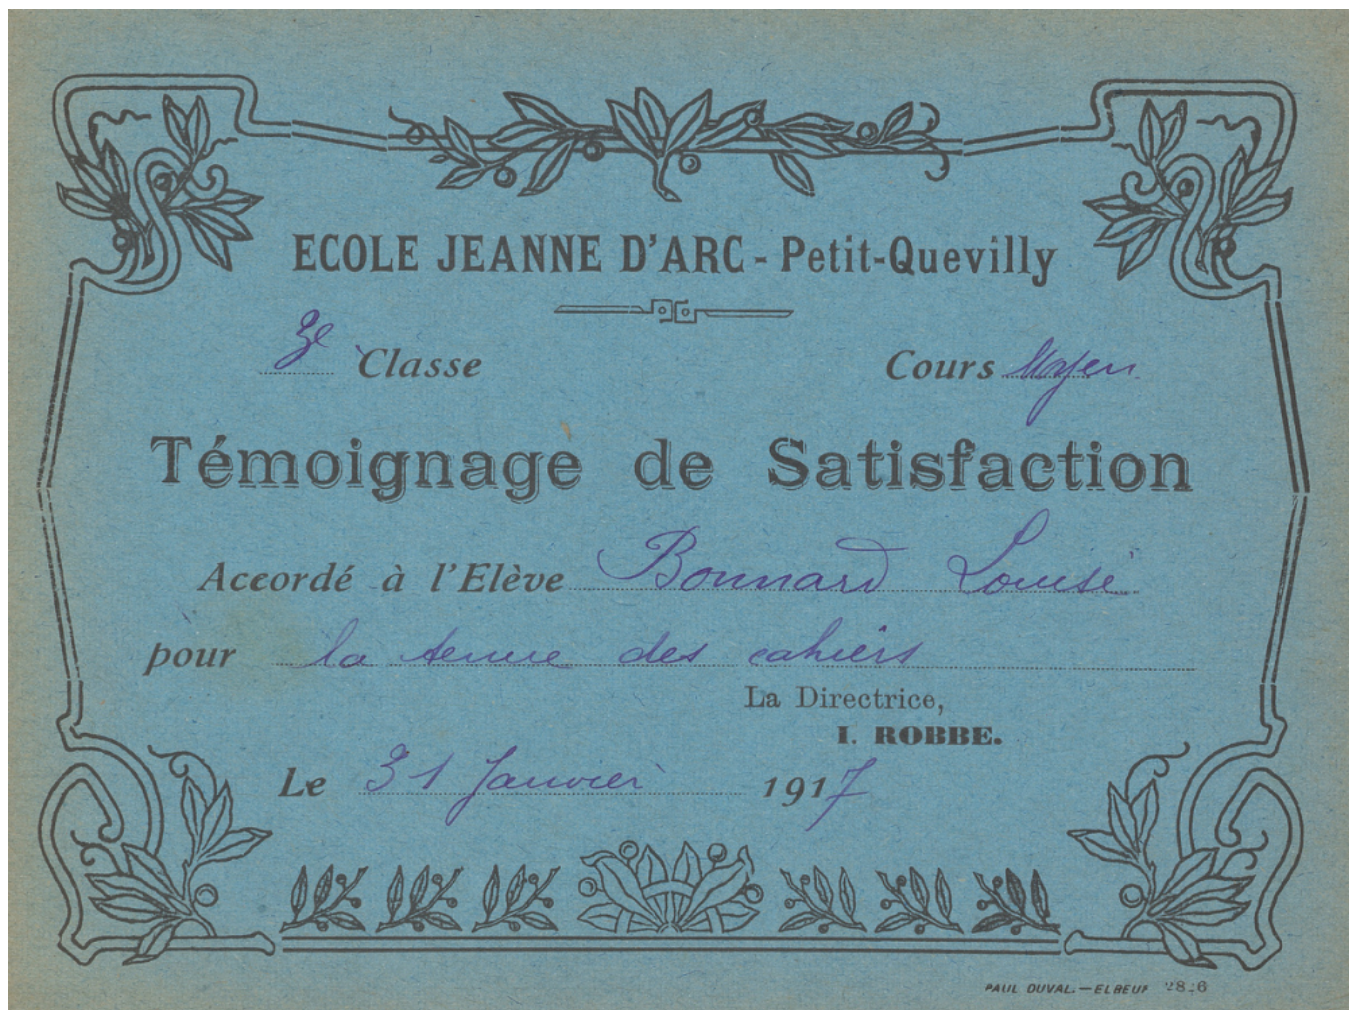 ECOLE JEANNE D'ARC - Petit-Quevilly
3e Classe Cours Moyen
Témoignage de Satisfaction
Accordé à l'Elève Bonnard Louise
pour la tenue des cahiers
La Directrice,
I. ROBBE.
Le 31 Janvier 1917
PAUL DUVAL. — ELBEUF